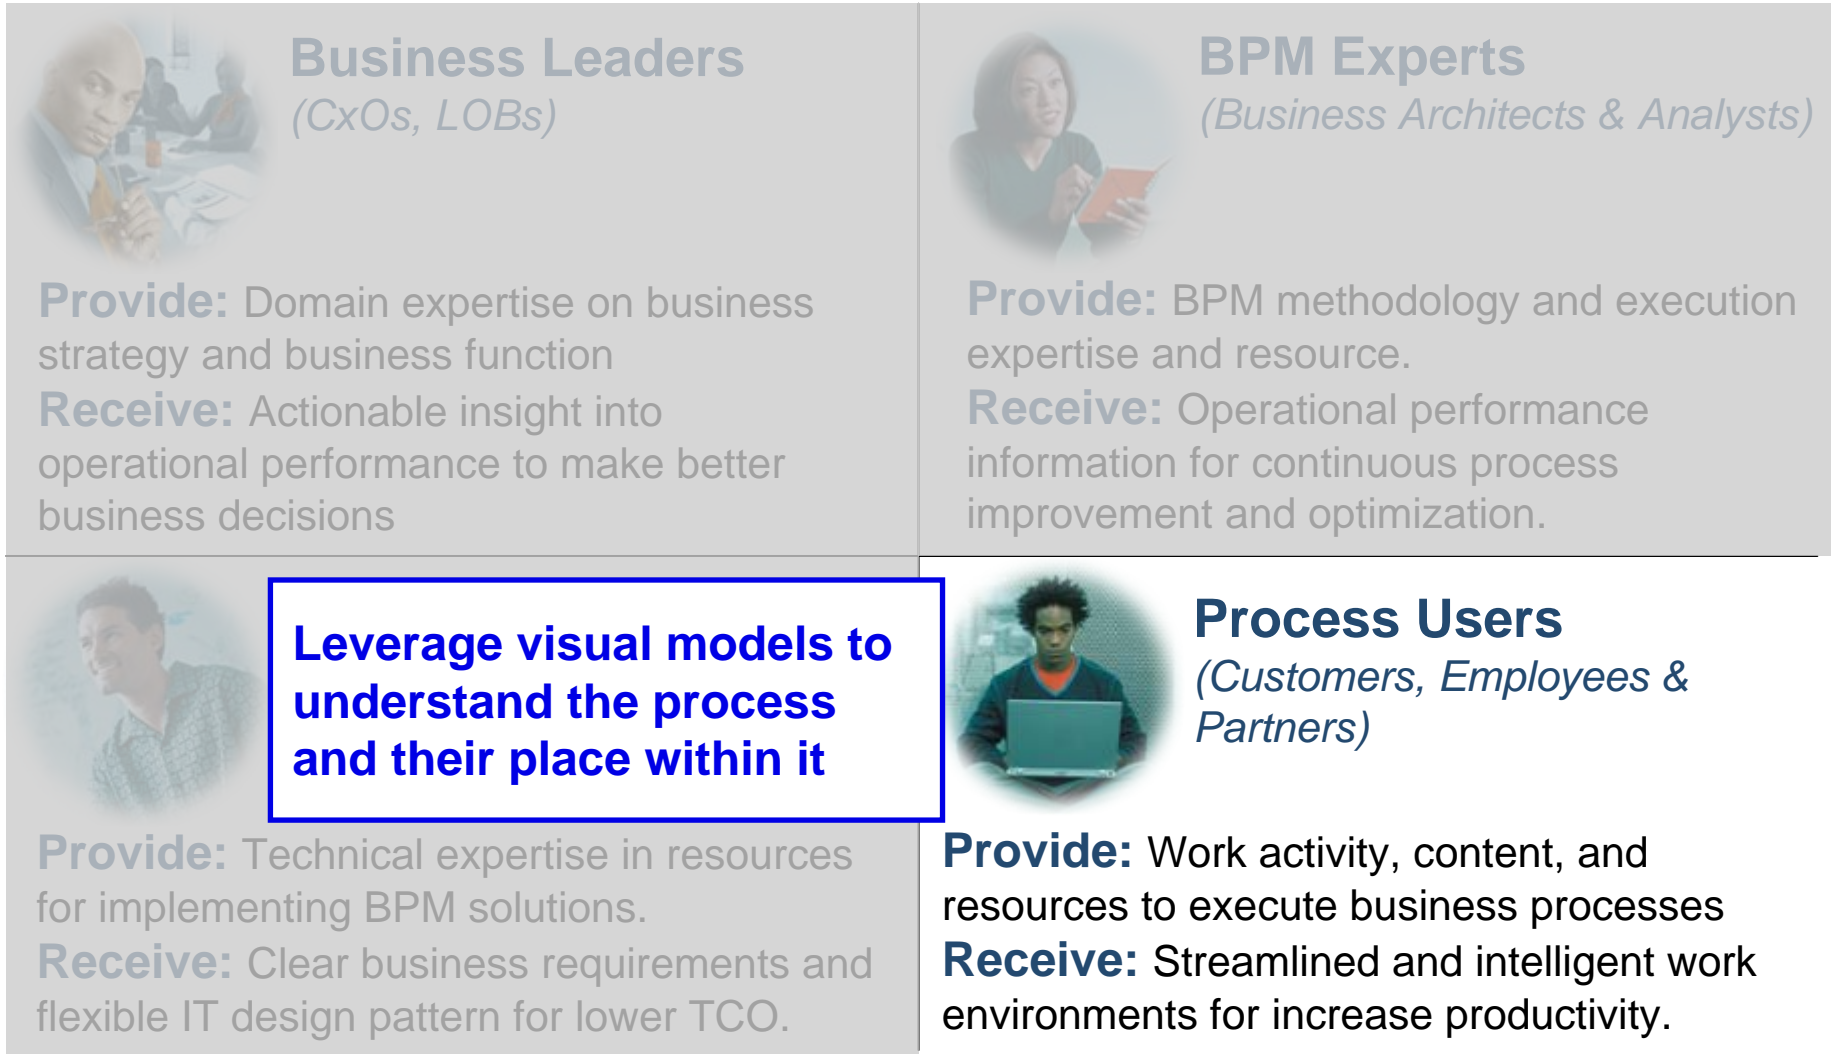 Business Leaders
(CxOs, LOBs)
Provide: Domain expertise on business
strategy and business function
Receive: Actionable insight into
operational performance to make better
business decisions
BPM Experts
(Business Architects & Analysts)
Provide: BPM methodology and execution
expertise and resource.
Receive: Operational performance
information for continuous process
improvement and optimization.
Leverage visual models to
understand the process
and their place within it
Provide: Technical expertise in resources
for implementing BPM solutions.
Receive: Clear business requirements and
flexible IT design pattern for lower TCO.
Process Users
(Customers, Employees &
Partners)
Provide: Work activity, content, and
resources to execute business processes
Receive: Streamlined and intelligent work
environments for increase productivity.